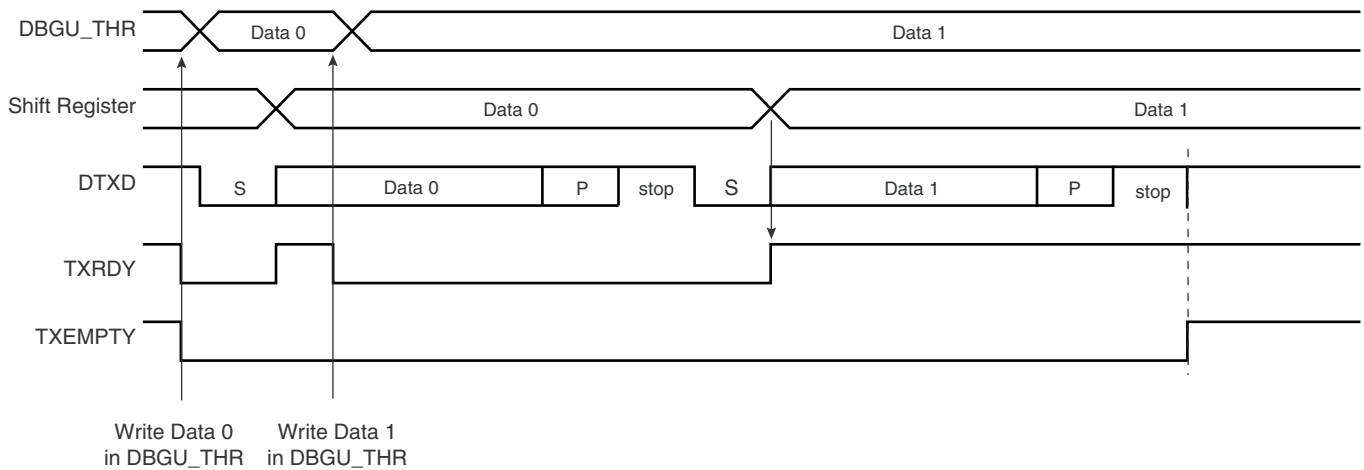 DBGU_THR Data 0 Data 1
Shift Register Data 0 Data 1
DTXD S Data 0 P stop S Data 1 P stop
TXRDY
TXEMPTY
Write Data 0
in DBGU_THR
Write Data 1
in DBGU_THR